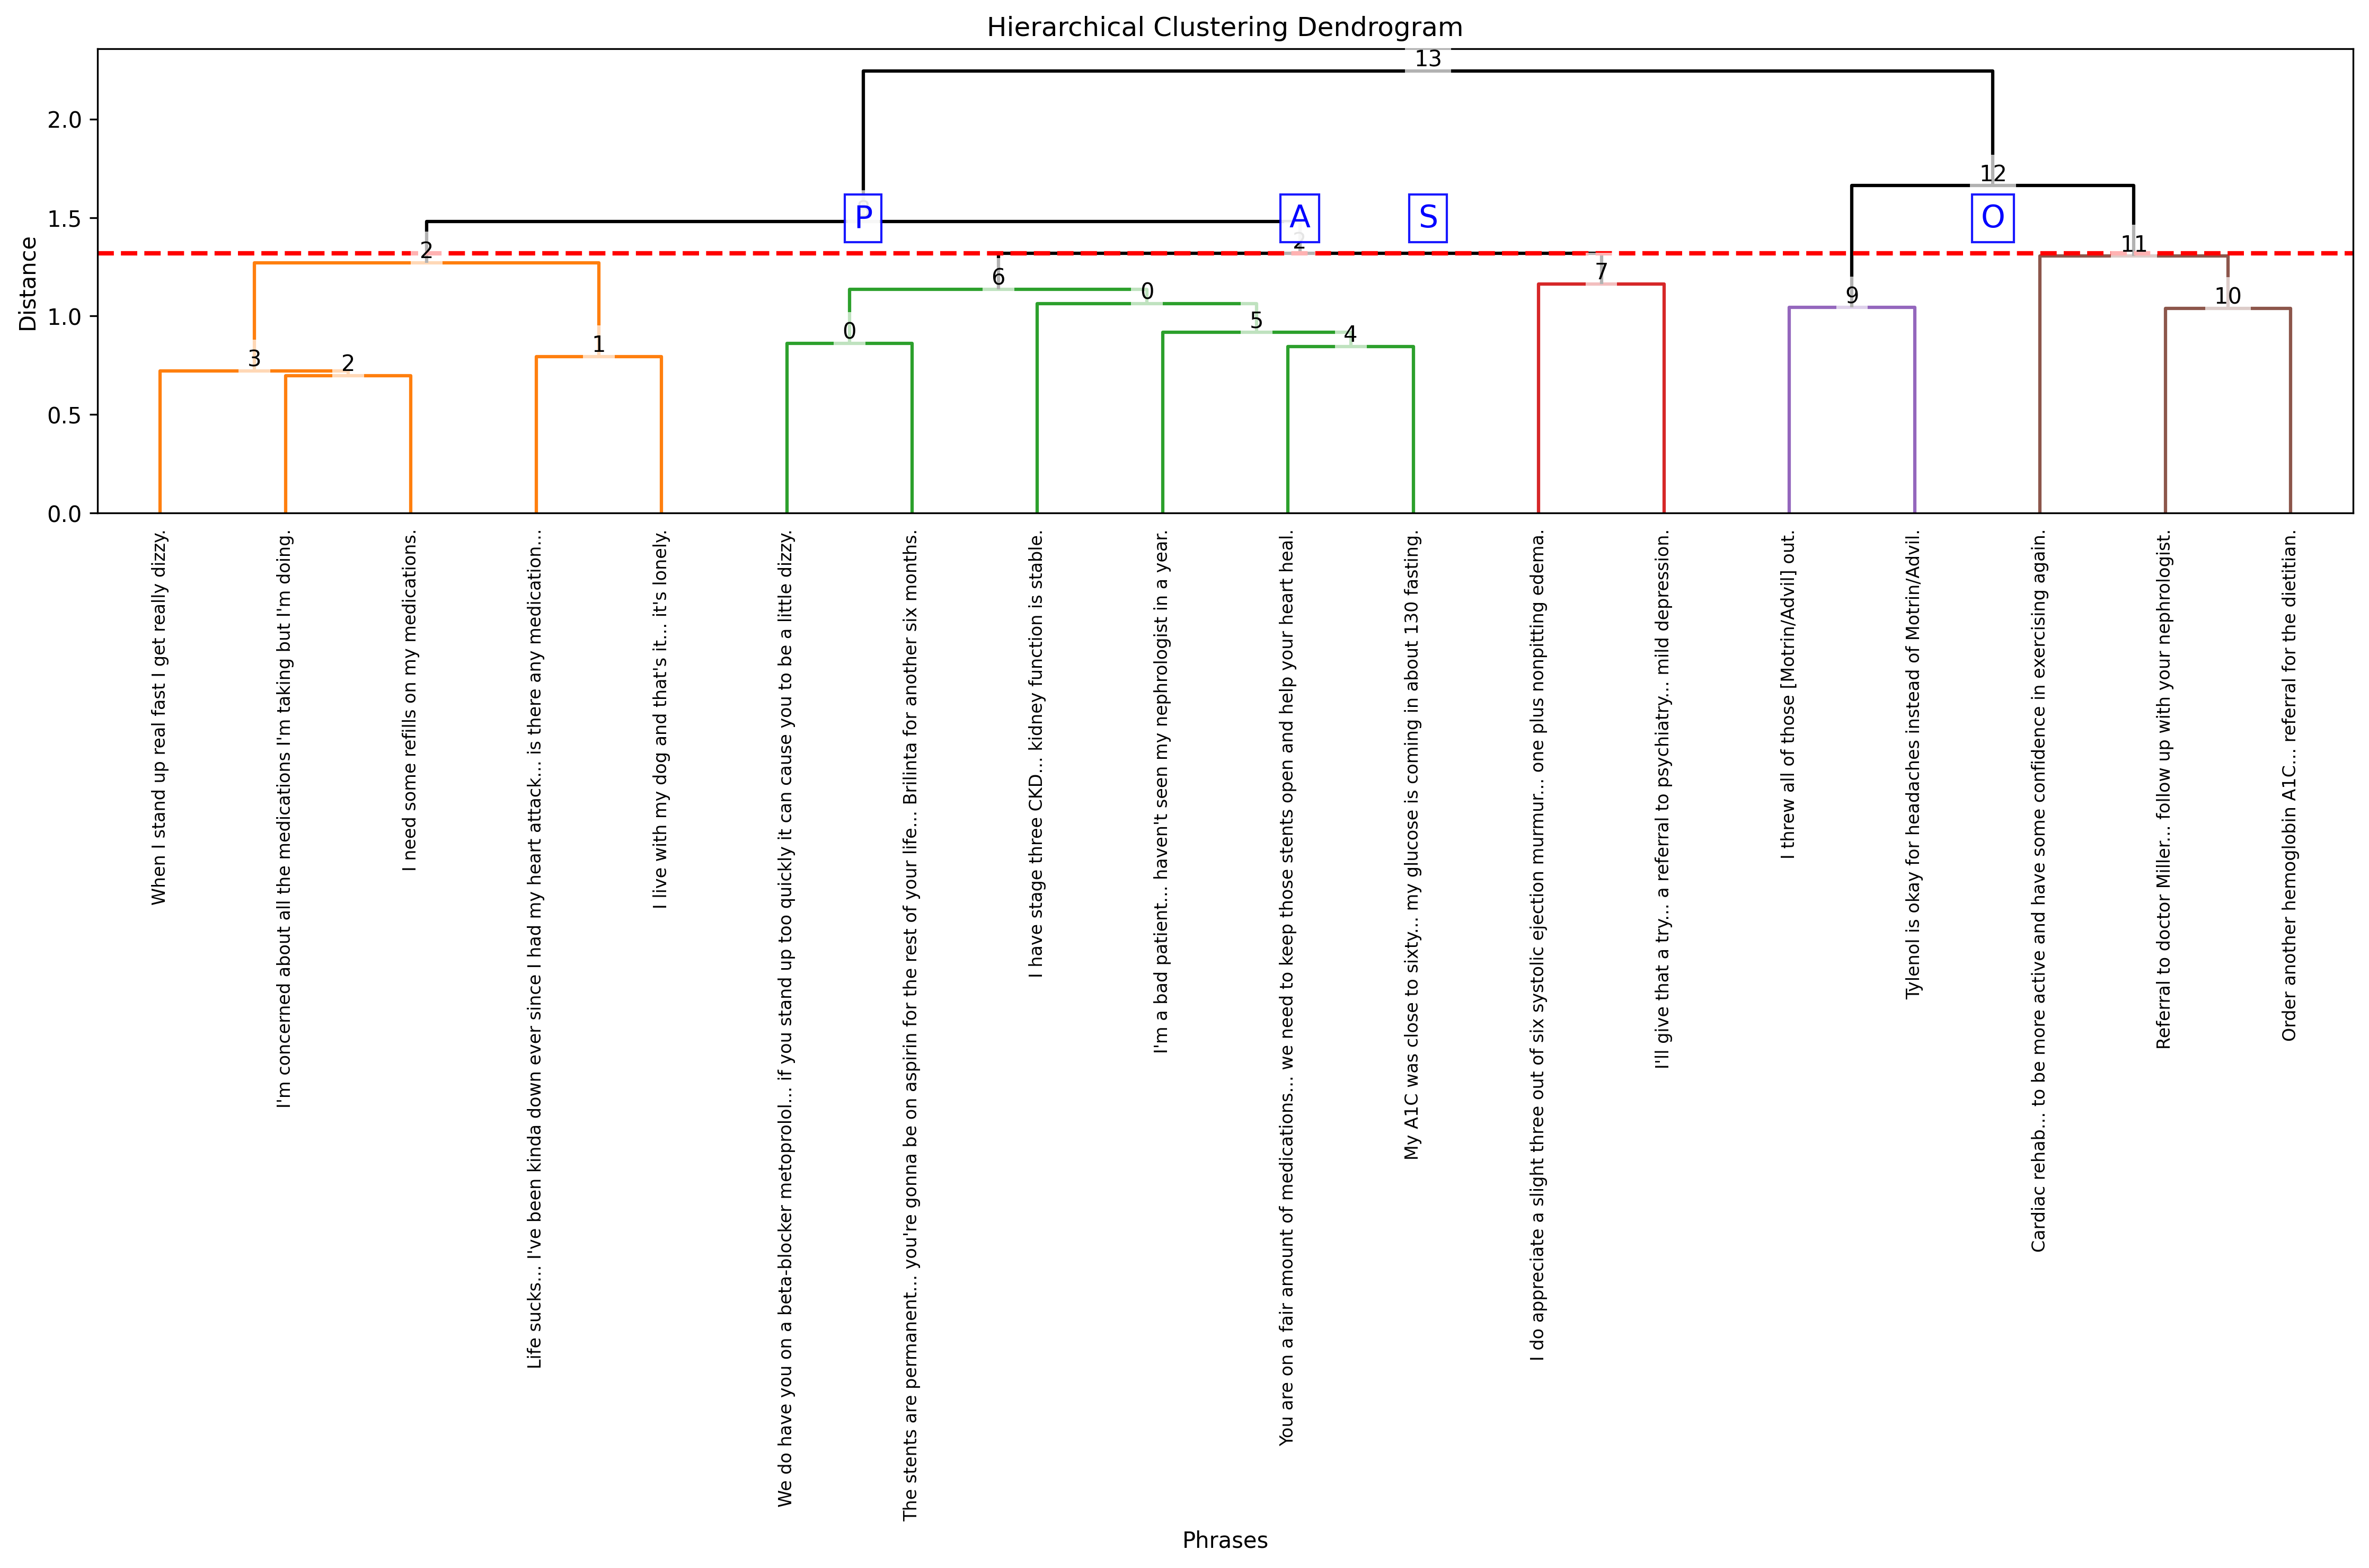 Hierarchical Clustering Dendrogram
13
2.0
12
1.5
P
A
S
O
2
2
11
6
7
0
9
10
1.0
5
4
0
1
3
2
0.5
0.0
Distance
When I stand up real fast I get really dizzy.
I'm concerned about all the medications I'm taking but I'm doing.
I need some refills on my medications.
Life sucks... I've been kinda down ever since I had my heart attack... is there any medication...
I live with my dog and that's it... it's lonely.
We do have you on a beta-blocker metoprolol... if you stand up too quickly it can cause you to be a little dizzy.
The stents are permanent... you're gonna be on aspirin for the rest of your life... Brilinta for another six months.
I have stage three CKD... kidney function is stable.
I'm a bad patient... haven't seen my nephrologist in a year.
You are on a fair amount of medications... we need to keep those stents open and help your heart heal.
My A1C was close to sixty... my glucose is coming in about 130 fasting.
I do appreciate a slight three out of six systolic ejection murmur... one plus nonpitting edema.
I'll give that a try... a referral to psychiatry... mild depression.
I threw all of those [Motrin/Advil] out.
Tylenol is okay for headaches instead of Motrin/Advil.
Cardiac rehab... to be more active and have some confidence in exercising again.
Referral to doctor Miller... follow up with your nephrologist.
Order another hemoglobin A1C... referral for the dietitian.
Phrases